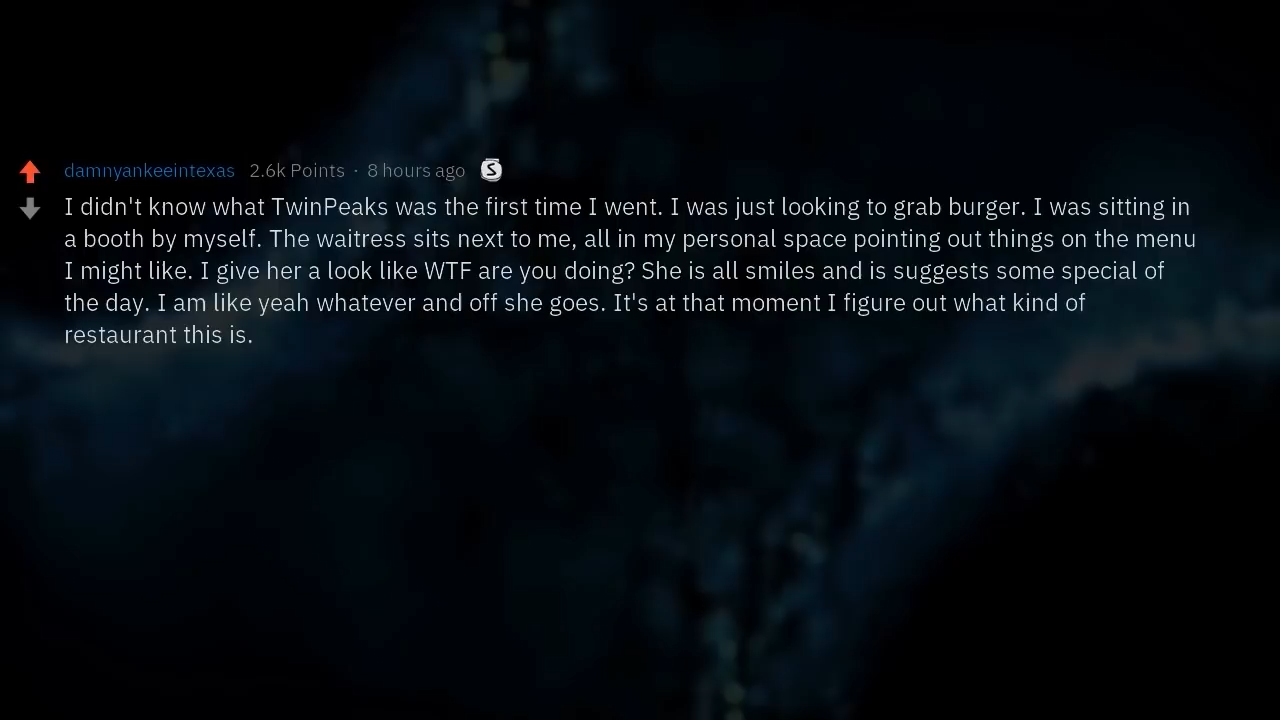 damnyankeeintexas 2.6k Points · 8 hours ago S
I didn't know what TwinPeaks was the first time I went. I was just looking to grab burger. I was sitting in
a booth by myself. The waitress sits next to me, all in my personal space pointing out things on the menu
I might like. I give her a look like WTF are you doing? She is all smiles and is suggests some special of
the day. I am like yeah whatever and off she goes. It's at that moment I figure out what kind of
restaurant this is.